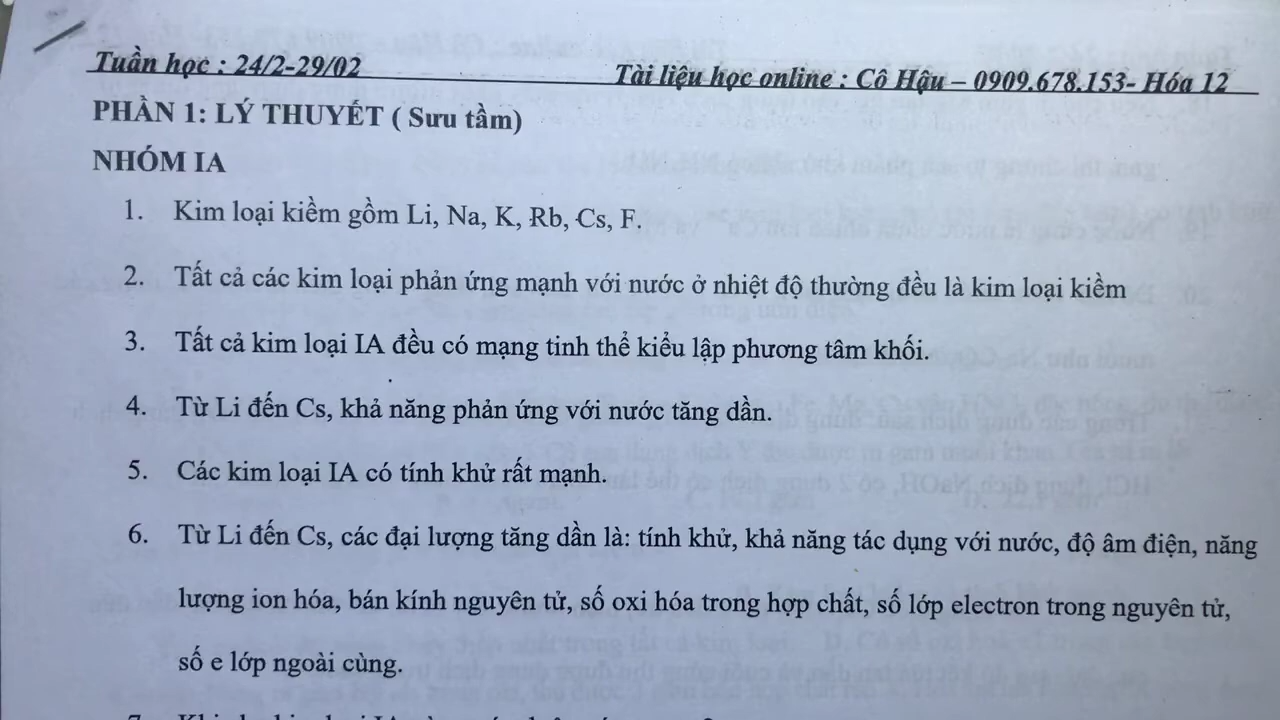 Tuần học : 24/2-29/02
Tài liệu học online : Cô Hậu – 0909.678.153- Hóa 12
PHẦN 1: LÝ THUYẾT ( Sưu tầm)
NHÓM IA
1. Kim loại kiềm gồm Li, Na, K, Rb, Cs, F.
2. Tất cả các kim loại phản ứng mạnh với nước ở nhiệt độ thường đều là kim loại kiềm
3. Tất cả kim loại IA đều có mạng tinh thể kiểu lập phương tâm khối.
4. Từ Li đến Cs, khả năng phản ứng với nước tăng dần.
5. Các kim loại IA có tính khử rất mạnh.
6. Từ Li đến Cs, các đại lượng tăng dần là: tính khử, khả năng tác dụng với nước, độ âm điện, năng
lượng ion hóa, bán kính nguyên tử, số oxi hóa trong hợp chất, số lớp electron trong nguyên tử,
số e lớp ngoài cùng.